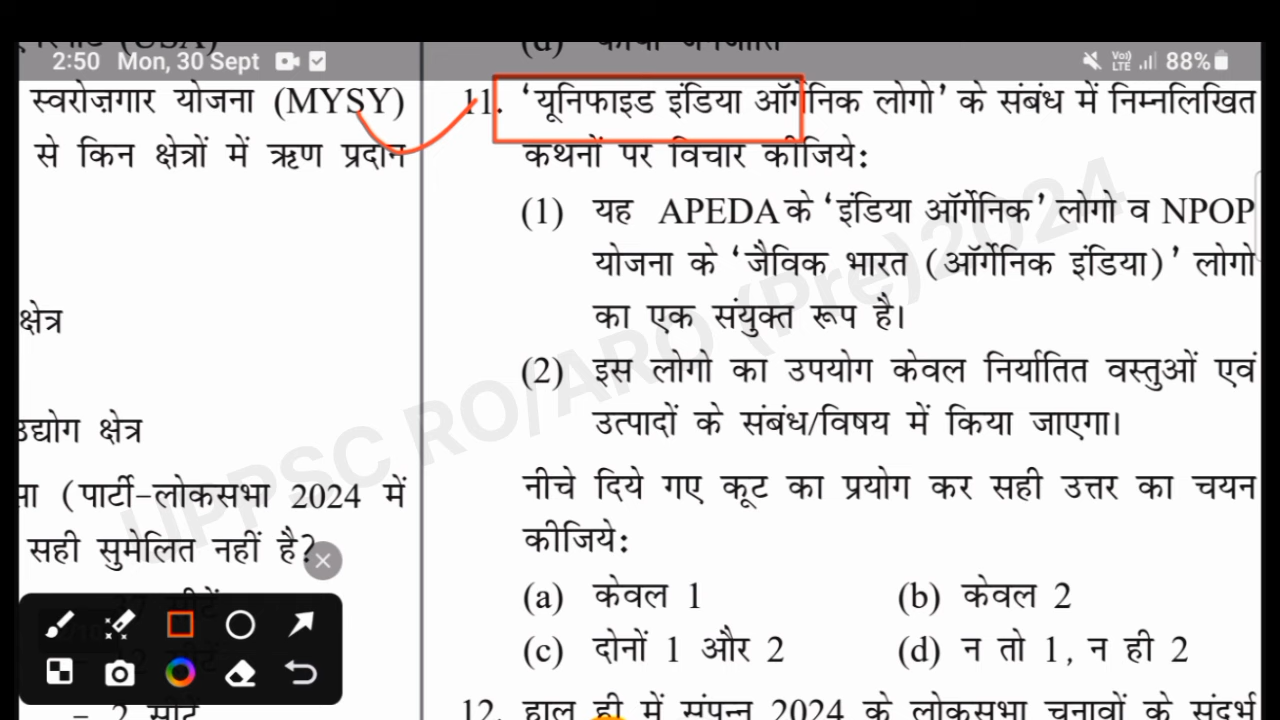 2:50 Mon, 30 Sept
88%
स्वरोज़गार योजना (MYSY)
से किन क्षेत्रों में ऋण प्रदान
क्षेत्र
उद्योग क्षेत्र
(पार्टी-लोकसभा 2024 में
सही सुमेलित नहीं है?
– 2 सीटें
11. 'यूनिफाइड इंडिया ऑर्गेनिक लोगो' के संबंध में निम्नलिखित
कथनों पर विचार कीजिये:
(1) यह APEDA के 'इंडिया ऑर्गेनिक' लोगो व NPOP
योजना के 'जैविक भारत (ऑर्गेनिक इंडिया)' लोगो
का एक संयुक्त रूप है।
(2) इस लोगो का उपयोग केवल निर्यातित वस्तुओं एवं
उत्पादों के संबंध/विषय में किया जाएगा।
नीचे दिये गए कूट का प्रयोग कर सही उत्तर का चयन
कीजिये:
(a) केवल 1 (b) केवल 2
(c) दोनों 1 और 2 (d) न तो 1, न ही 2
12. हाल ही में संपन्न 2024 के लोकसभा चुनावों के संदर्भ
UPPSC RO/ARO (Pre) 2024